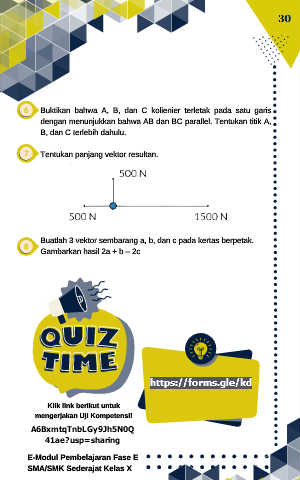 30
6 Buktikan bahwa A, B, dan C kolienier terletak pada satu garis
dengan menunjukkan bahwa AB dan BC parallel. Tentukan titik A,
B, dan C terlebih dahulu.
7 Tentukan panjang vektor resultan.
500 N
500 N 1500 N
8 Buatlah 3 vektor sembarang a, b, dan c pada kertas berpetak.
Gambarkan hasil 2a + b – 2c
QUIZ
TIME
Klik link berikut untuk
mengerjakan Uji Kompetensi!
https://forms.gle/kd
A6BxmtqTnbLGy9Jh5N0Q
41ae?usp=sharing
E-Modul Pembelajaran Fase E
SMA/SMK Sederajat Kelas X